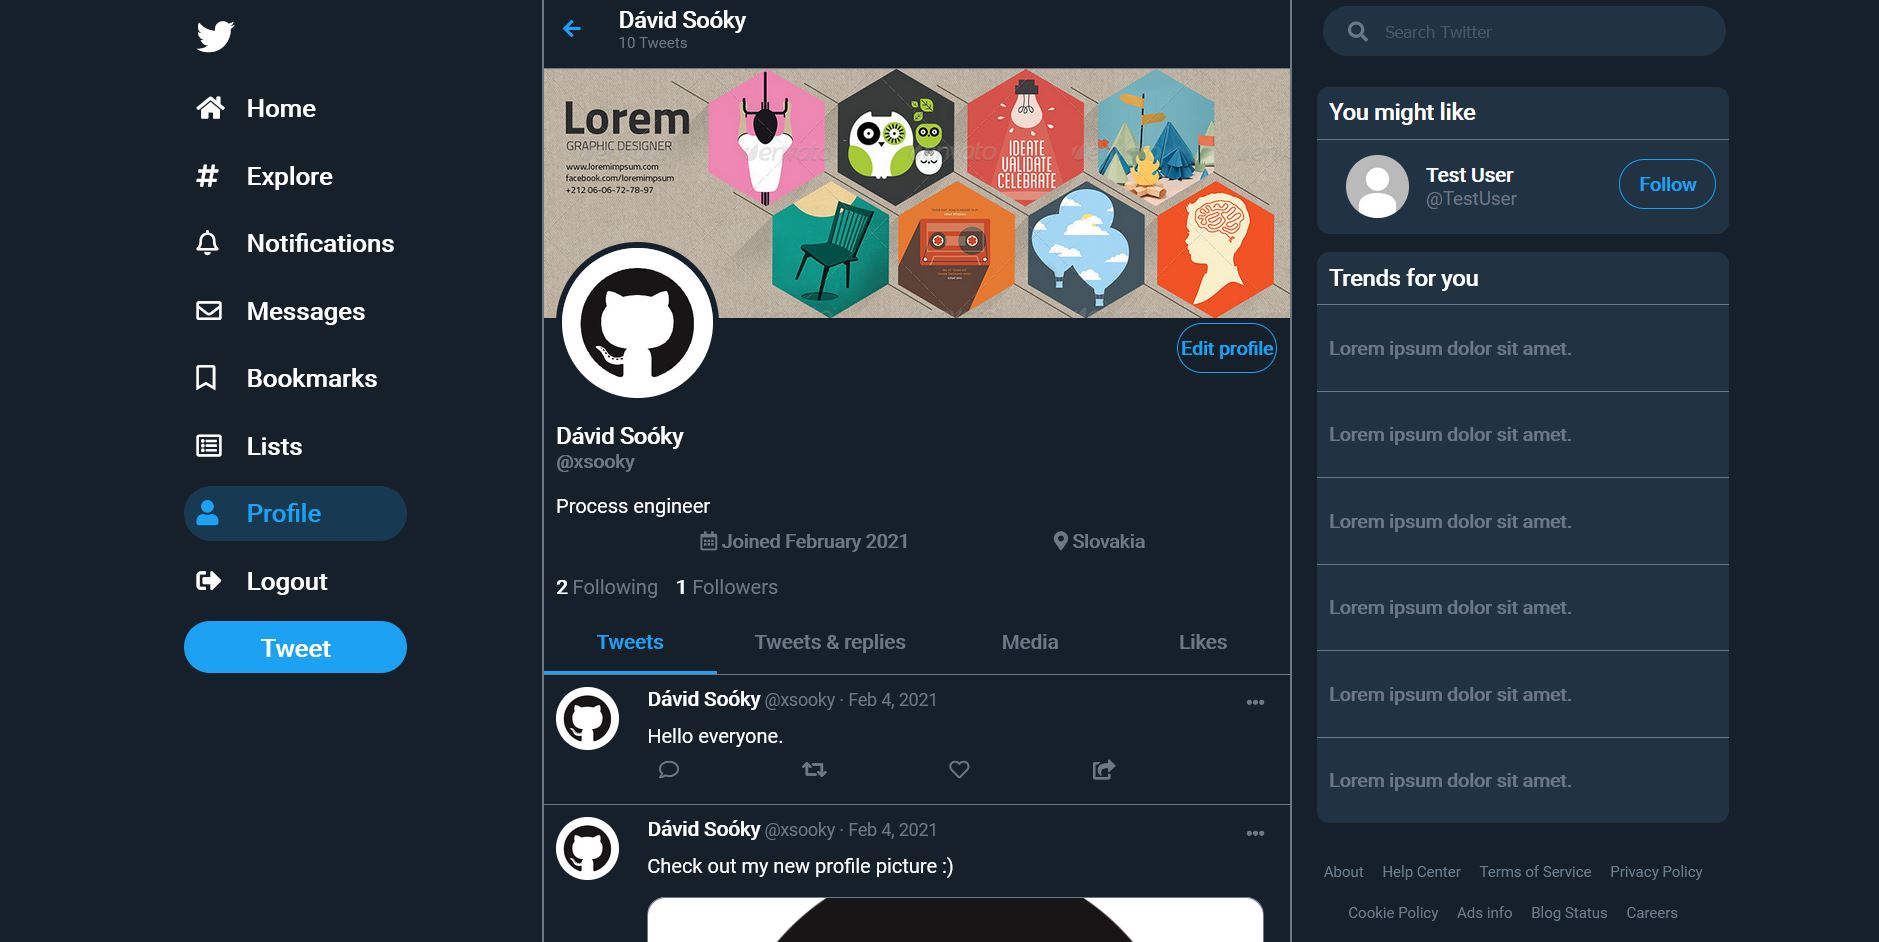 Home
Explore
Notifications
Messages
Bookmarks
Lists
Profile
Logout
Tweet
Dávid Soóky
10 Tweets
Lorem
GRAPHIC DESIGNER
www.loremimpsum.com
facebook.com/loremimpsum
+212 06-06-72-78-97
IDEATE
VALIDATE
CELEBRATE
envato
Edit profile
Dávid Soóky
@xsooky
Process engineer
Joined February 2021 Slovakia
2 Following 1 Followers
Tweets Tweets & replies Media Likes
Dávid Soóky @xsooky · Feb 4, 2021
Hello everyone.
Dávid Soóky @xsooky · Feb 4, 2021
Check out my new profile picture :)
Search Twitter
You might like
Test User
@TestUser
Follow
Trends for you
Lorem ipsum dolor sit amet.
Lorem ipsum dolor sit amet.
Lorem ipsum dolor sit amet.
Lorem ipsum dolor sit amet.
Lorem ipsum dolor sit amet.
Lorem ipsum dolor sit amet.
About Help Center Terms of Service Privacy Policy
Cookie Policy Ads info Blog Status Careers